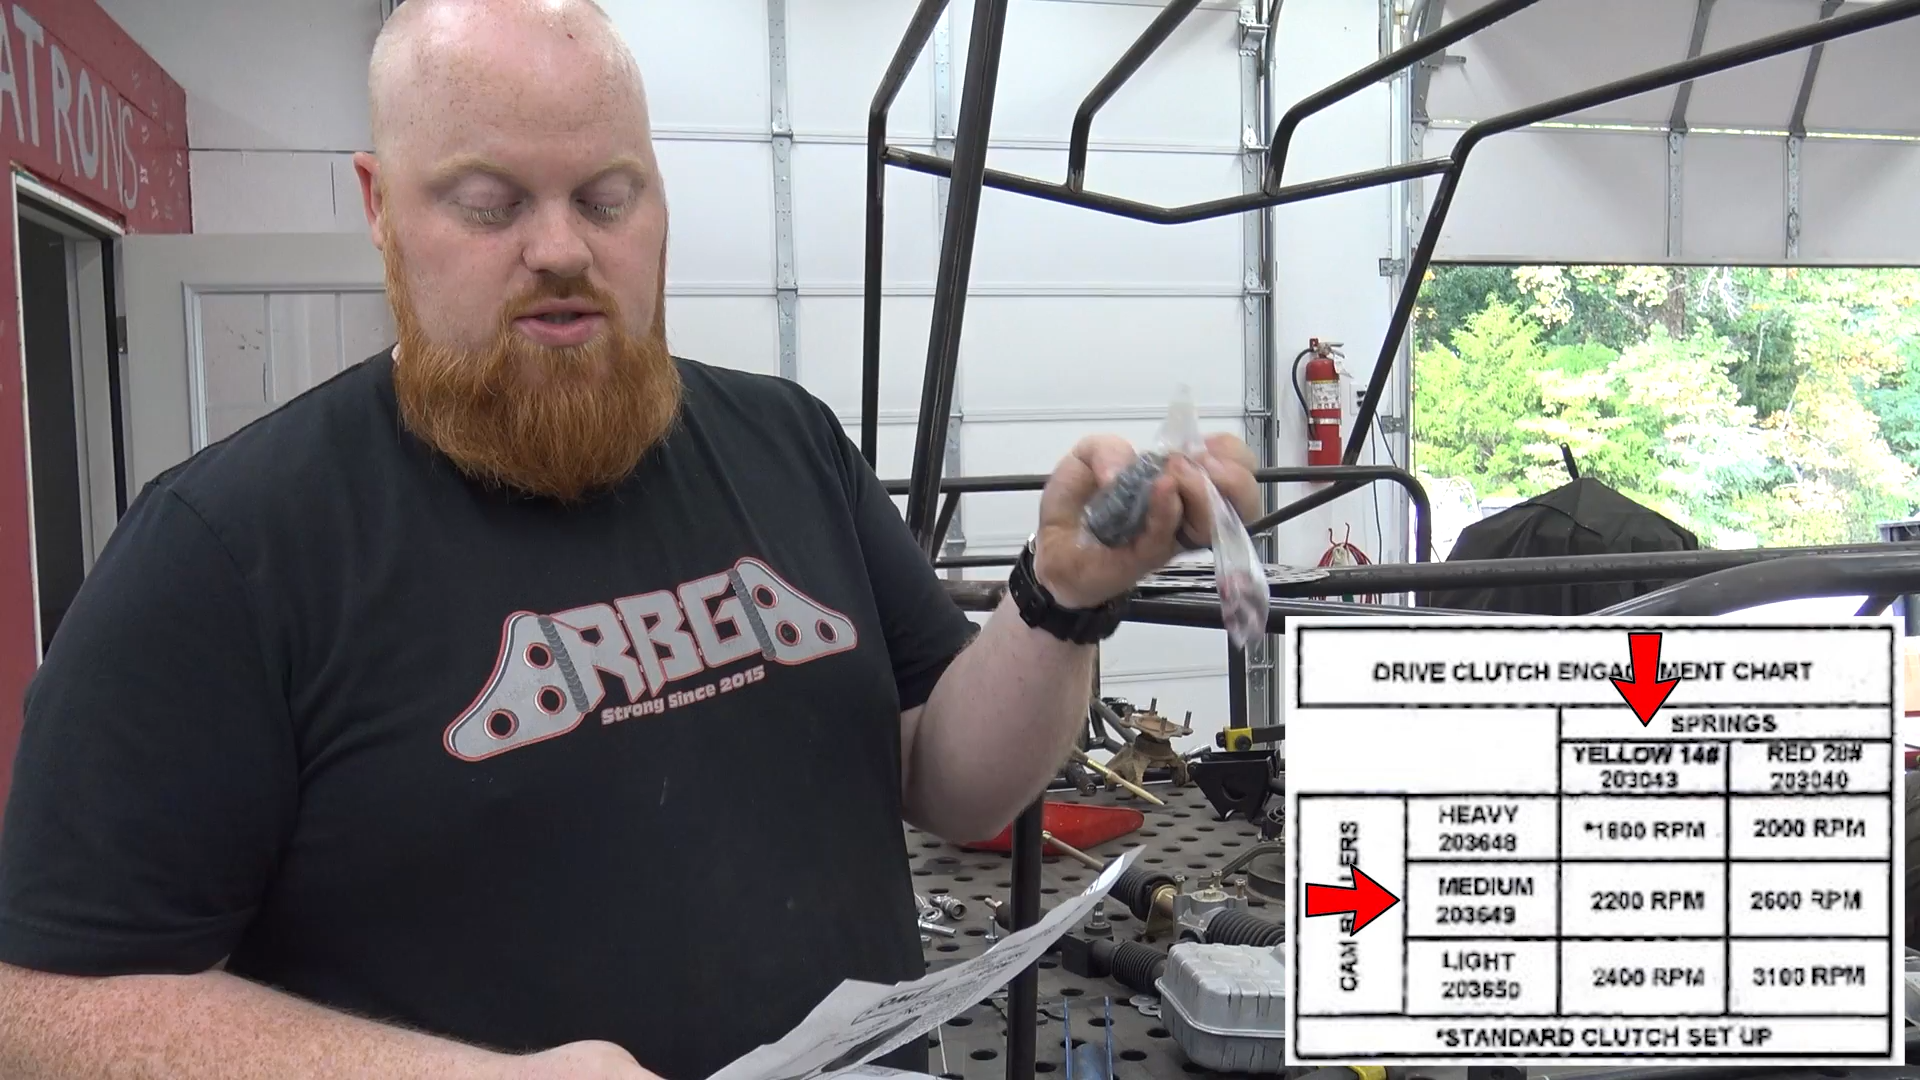 ATRONS
RBG
Strong Since 2015
DRIVE CLUTCH ENGAGEMENT CHART
SPRINGS
YELLOW 14# RED 28#
203043 203040
CAM ROLLERS
HEAVY
203648
*1800 RPM 2000 RPM
MEDIUM
203649
2200 RPM 2600 RPM
LIGHT
203650
2400 RPM 3100 RPM
*STANDARD CLUTCH SET UP